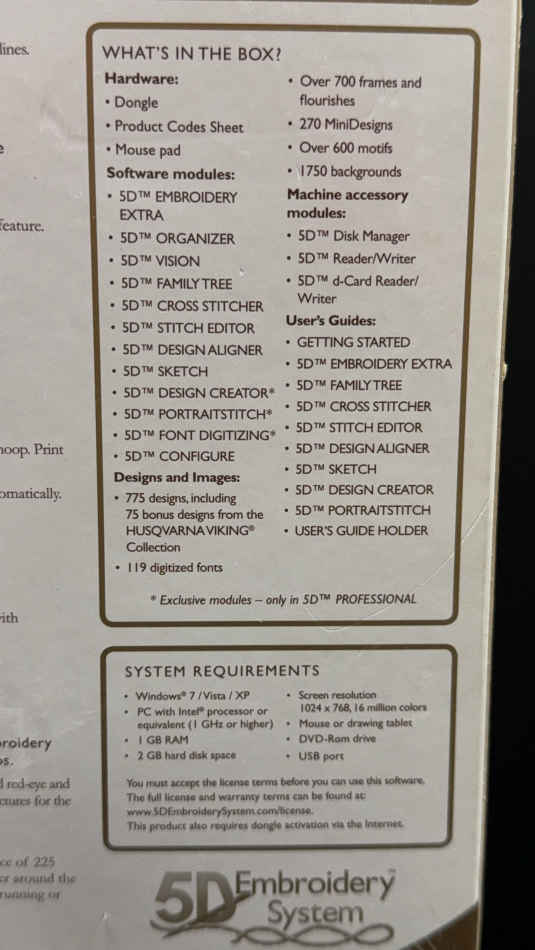 lines.
e
feature.
hoop. Print
omatically.
with
broidery
os.
d red-eye and
ctures for the
ce of 225
er around the
running or
WHAT'S IN THE BOX?
Hardware:
• Dongle
• Product Codes Sheet
• Mouse pad
Software modules:
• 5D™ EMBROIDERY
EXTRA
• 5D™ ORGANIZER
• 5D™ VISION
• 5D™ FAMILY TREE
• 5D™ CROSS STITCHER
• 5D™ STITCH EDITOR
• 5D™ DESIGN ALIGNER
• 5D™ SKETCH
• 5D™ DESIGN CREATOR*
• 5D™ PORTRAITSTITCH*
• 5D™ FONT DIGITIZING*
• 5D™ CONFIGURE
Designs and Images:
• 775 designs, including
75 bonus designs from the
HUSQVARNA VIKING®
Collection
• 119 digitized fonts
• Over 700 frames and
flourishes
• 270 MiniDesigns
• Over 600 motifs
• 1750 backgrounds
Machine accessory
modules:
• 5D™ Disk Manager
• 5D™ Reader/Writer
• 5D™ d-Card Reader/
Writer
User's Guides:
• GETTING STARTED
• 5D™ EMBROIDERY EXTRA
• 5D™ FAMILY TREE
• 5D™ CROSS STITCHER
• 5D™ STITCH EDITOR
• 5D™ DESIGN ALIGNER
• 5D™ SKETCH
• 5D™ DESIGN CREATOR
• 5D™ PORTRAITSTITCH
• USER'S GUIDE HOLDER
* Exclusive modules – only in 5D™ PROFESSIONAL
SYSTEM REQUIREMENTS
• Windows® 7 / Vista / XP
• PC with Intel® processor or
equivalent (1 GHz or higher)
• 1 GB RAM
• 2 GB hard disk space
• Screen resolution
1024 x 768, 16 million colors
• Mouse or drawing tablet
• DVD-Rom drive
• USB port
You must accept the license terms before you can use this software.
The full license and warranty terms can be found at:
www.5DEmbroiderySystem.com/license.
This product also requires dongle activation via the Internet.
5D Embroidery™
System